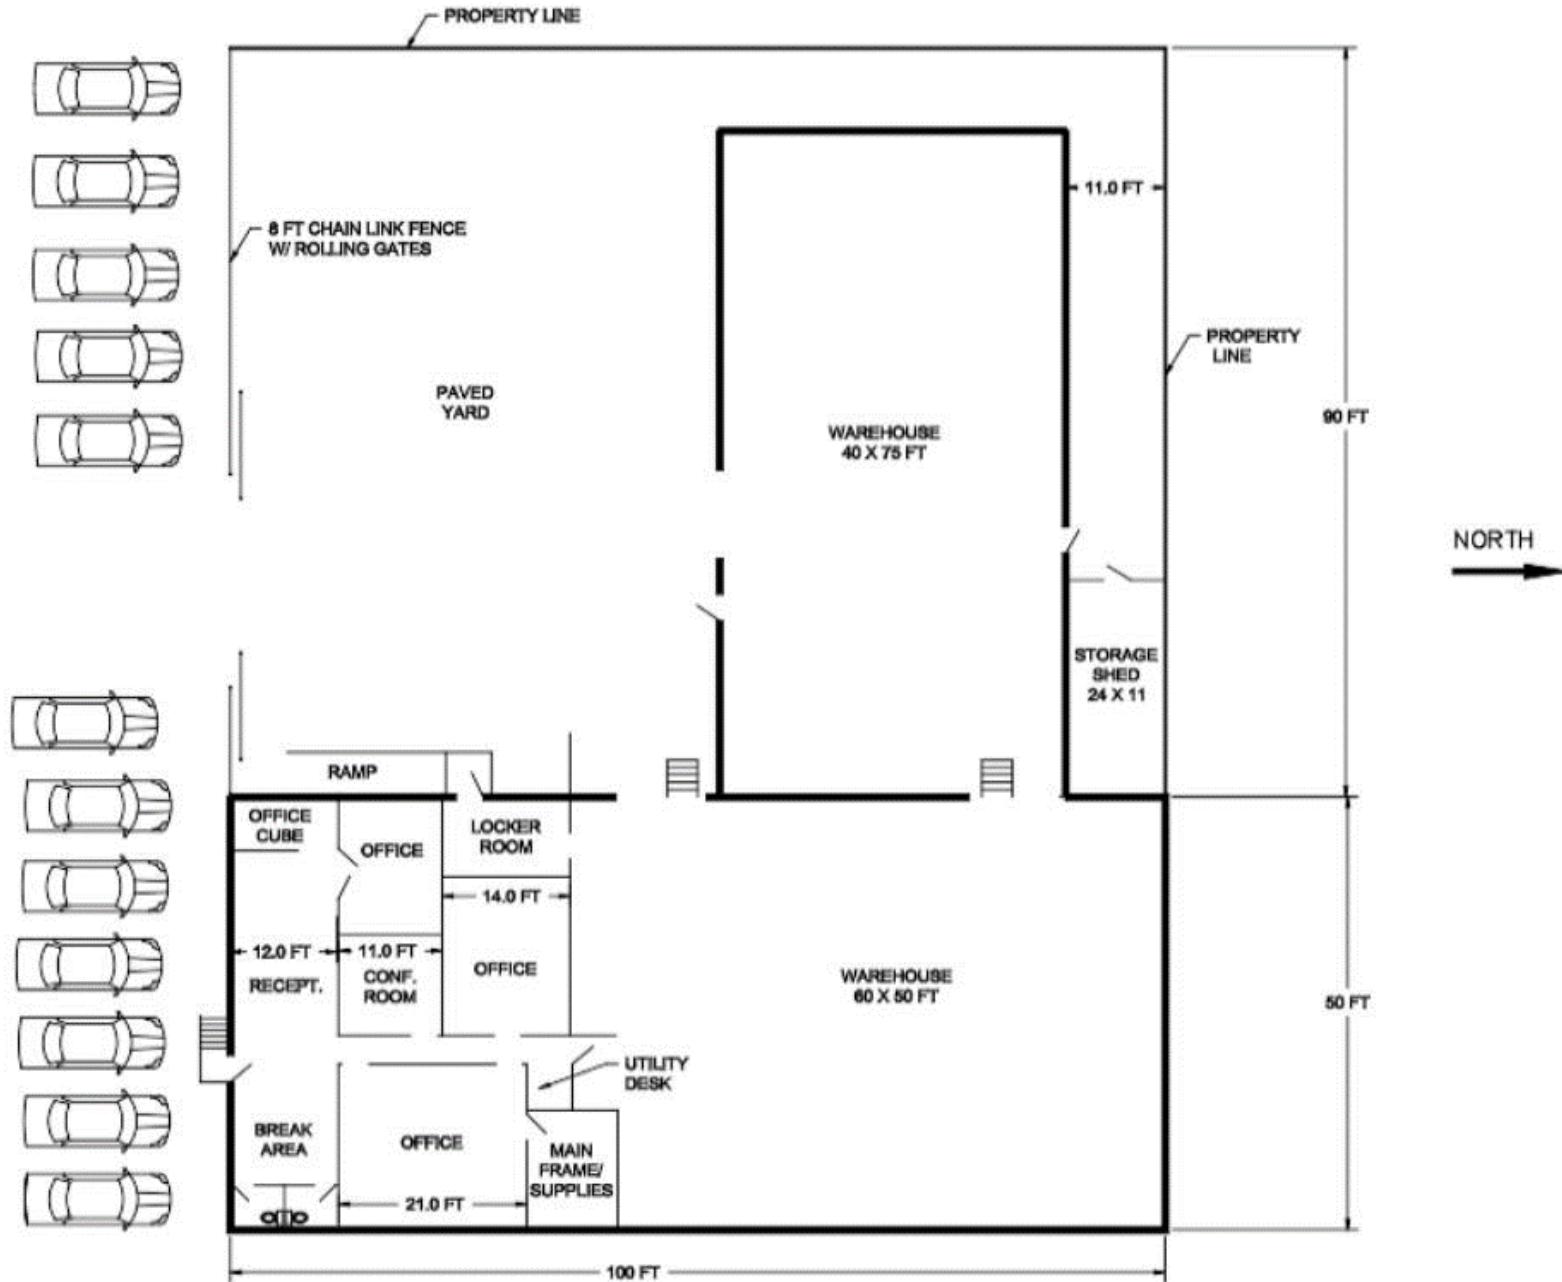 PROPERTY LINE
11.0 FT
8 FT CHAIN LINK FENCE
W/ ROLLING GATES
PROPERTY
LINE
PAVED
YARD
90 FT
WAREHOUSE
40 X 75 FT
NORTH
STORAGE
SHED
24 X 11
RAMP
OFFICE
CUBE
LOCKER
ROOM
OFFICE
14.0 FT
12.0 FT
11.0 FT
RECEPT.
CONF.
ROOM
OFFICE
WAREHOUSE
60 X 50 FT
50 FT
UTILITY
DESK
BREAK
AREA
OFFICE
MAIN
FRAME/
SUPPLIES
21.0 FT
100 FT